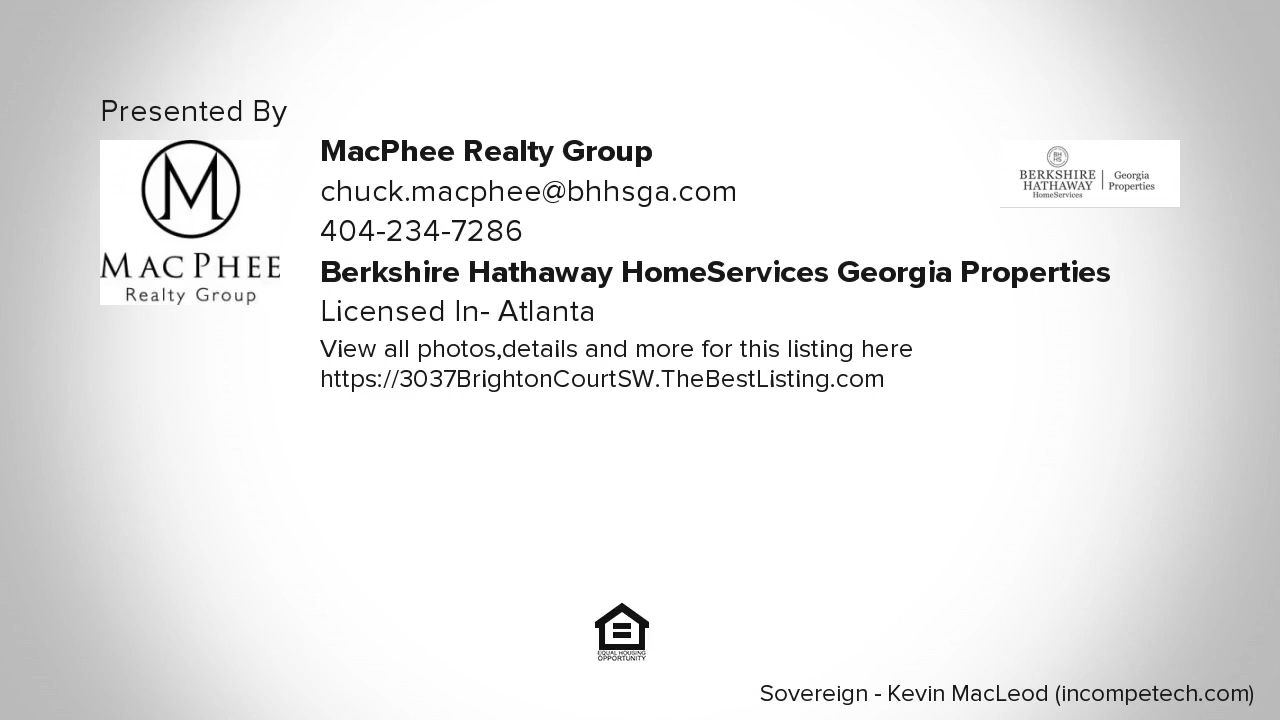 Presented By
M
MACPHEE
Realty Group
MacPhee Realty Group
chuck.macphee@bhhsga.com
404-234-7286
Berkshire Hathaway HomeServices Georgia Properties
Licensed In- Atlanta
View all photos,details and more for this listing here
https://3037BrightonCourtSW.TheBestListing.com
BH
HS
BERKSHIRE
HATHAWAY
HomeServices
Georgia
Properties
EQUAL HOUSING
OPPORTUNITY
Sovereign - Kevin MacLeod (incompetech.com)